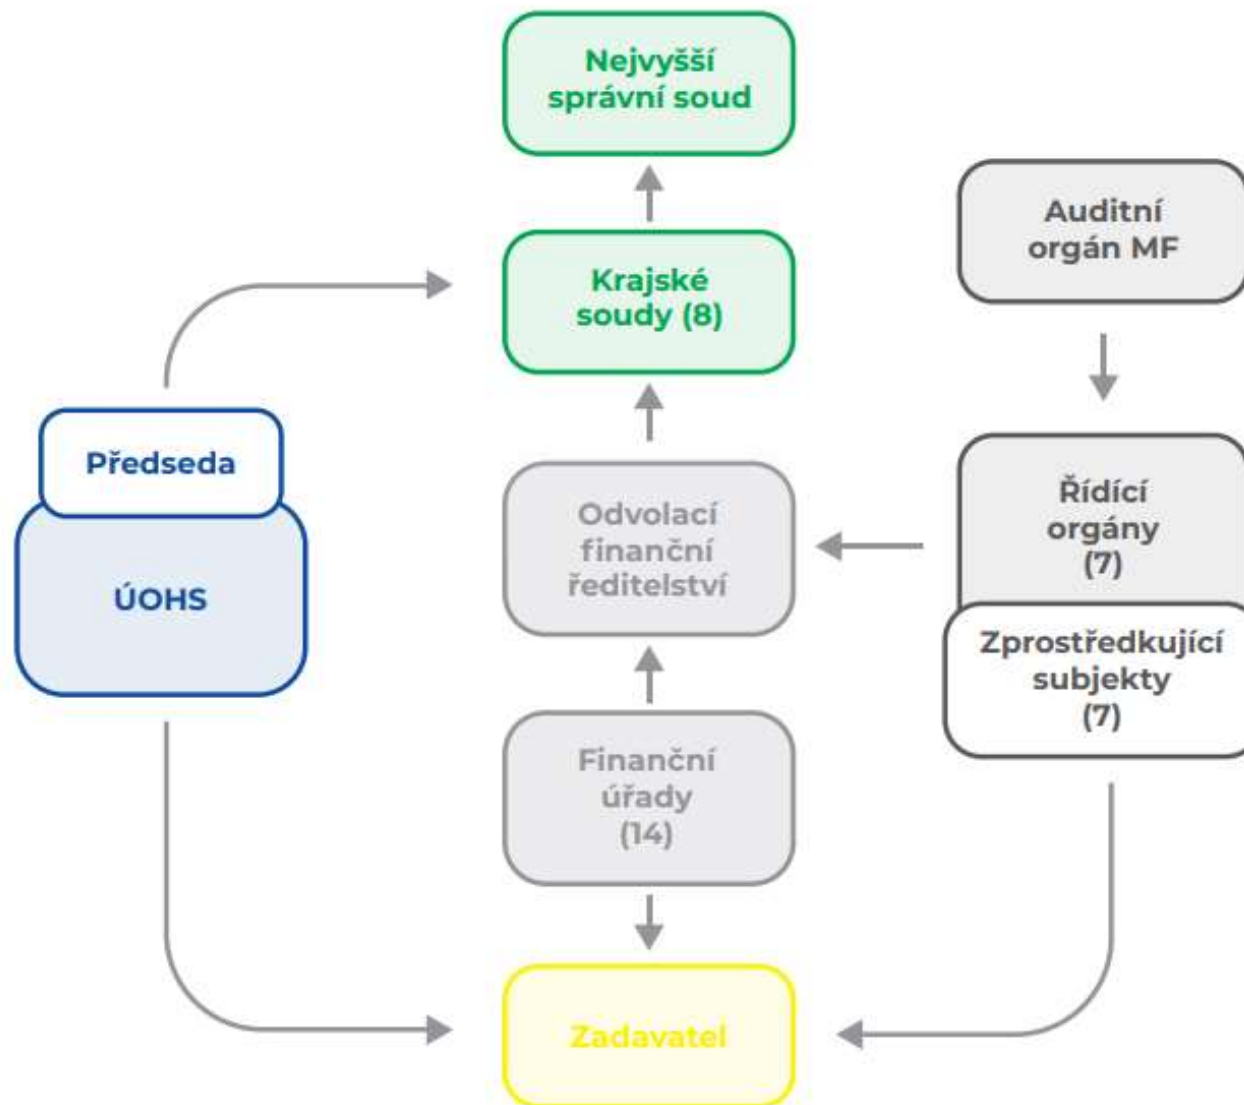 Nejvyšší
správní soud
Auditní
orgán MF
Krajské
soudy (8)
Předseda
ÚOHS
Odvolací
finanční
ředitelství
Řídící
orgány
(7)
Zprostředkující
subjekty
(7)
Finanční
úřady
(14)
Zadavatel